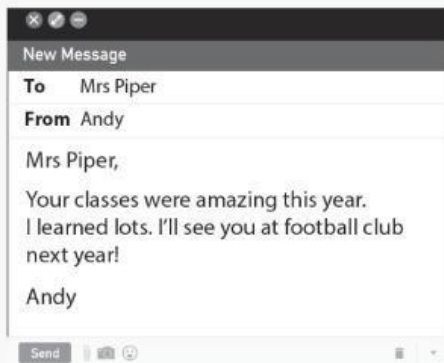 New Message
To Mrs Piper
From Andy
Mrs Piper,
Your classes were amazing this year.
I learned lots. I'll see you at football club
next year!
Andy
Send